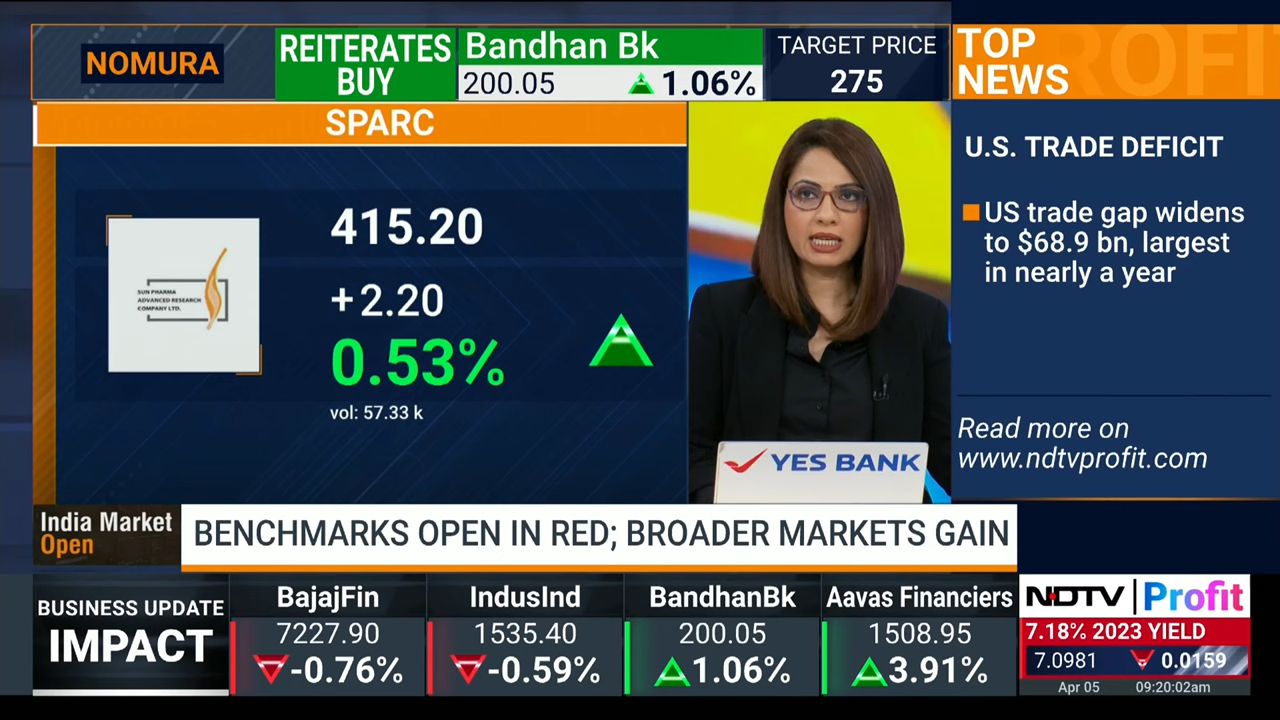 NOMURA
REITERATES
BUY
Bandhan Bk
200.05 1.06%
TARGET PRICE
275
TOP
NEWS
PROFIT
SPARC
SUN PHARMA
ADVANCED RESEARCH
COMPANY LTD.
415.20
+2.20
0.53%
vol: 57.33 k
YES BANK
U.S. TRADE DEFICIT
US trade gap widens
to $68.9 bn, largest
in nearly a year
Read more on
www.ndtvprofit.com
India Market
Open
BENCHMARKS OPEN IN RED; BROADER MARKETS GAIN
BUSINESS UPDATE
IMPACT
BajajFin
7227.90
-0.76%
IndusInd
1535.40
-0.59%
BandhanBk
200.05
1.06%
Aavas Financiers
1508.95
3.91%
NDTV Profit
7.18% 2023 YIELD
7.0981 0.0159
Apr 05 09:20:02am